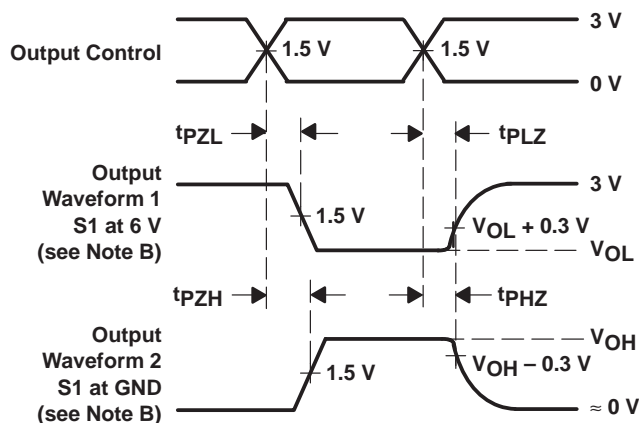 3 V
Output Control
1.5 V
1.5 V
0 V
tPZL
tPLZ
Output
Waveform 1
S1 at 6 V
(see Note B)
3 V
1.5 V
VOL + 0.3 V
VOL
tPZH
tPHZ
Output
Waveform 2
S1 at GND
(see Note B)
VOH
1.5 V
VOH – 0.3 V
≈ 0 V